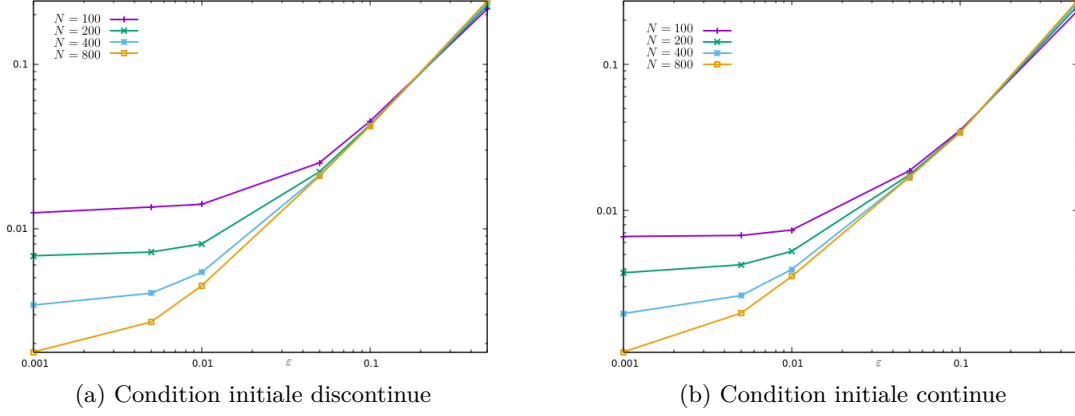 N = 100
N = 200
N = 400
N = 800
0.1
0.01
0.001 0.01 ε 0.1
(a) Condition initiale discontinue
N = 100
N = 200
N = 400
N = 800
0.1
0.01
0.001 0.01 ε 0.1
(b) Condition initiale continue